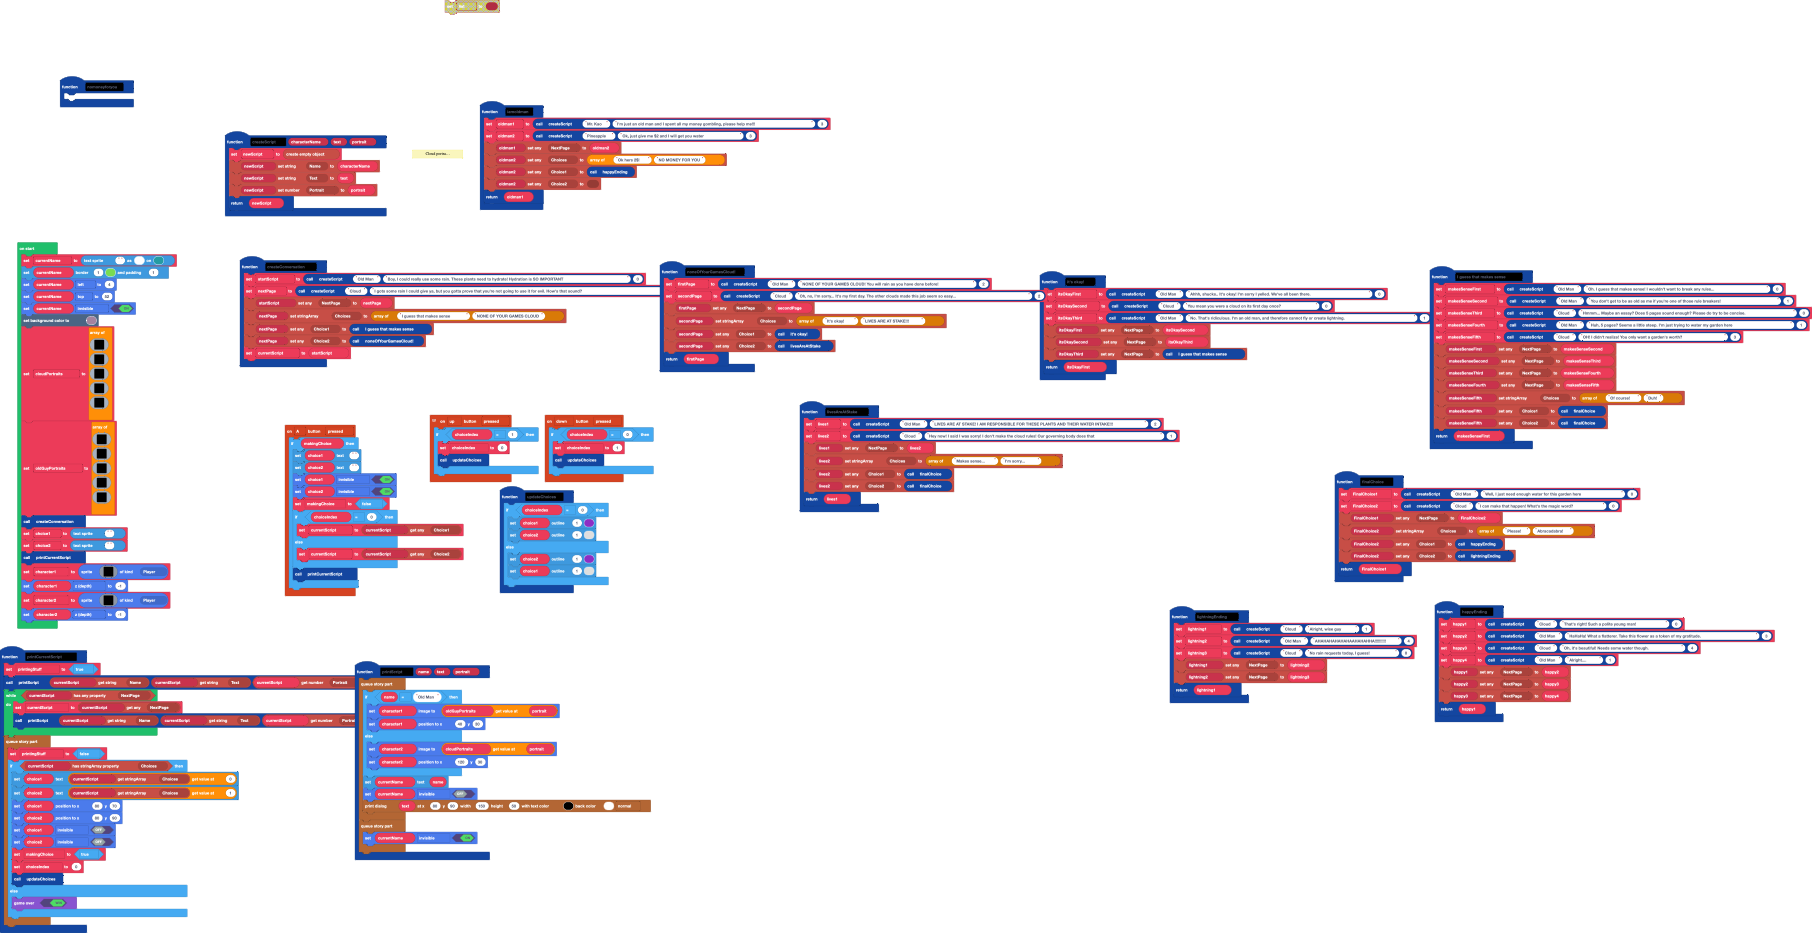 function
function createScript characterName text portrait
set newScript to create empty object
newScript set string Name to characterName
newScript set string Text to text
newScript set number Portrait to portrait
return newScript
Cloud portra...
function
set oldman1 to call createScript Mr. Kao I'm just an old man and I spent all my money gambling, please help me!!! 3
set oldman2 to call createScript Pineapple Ok, just give me $2 and I will get you water
oldman1 set any NextPage to oldman2
oldman2 set any Choices to array of Ok here $2 NO MONEY FOR YOU
oldman2 set any Choice1 to call happyEnding
oldman2 set any Choice2 to
return oldman1
on start
set currentName to text sprite
set currentName border 1 and padding 1
set currentName left to 4
set currentName top to 52
set currentName invisible
set background color to
set cloudPortraits to array of
set oldGuyPortraits to array of
call createConversation
set choice1 to text sprite
set choice2 to text sprite
call printCurrentScript
set character1 to sprite of kind Player
set character1 z (depth) to -1
set character2 to sprite of kind Player
set character2 z (depth) to -1
function createConversation
set startScript to call createScript Old Man Boy, I could really use some rain. These plants need to hydrate! Hydration is SO IMPORTANT 0
set nextPage to call createScript Cloud I gots some rain I could give ya, but you gotta prove that you're not going to use it for evil. How's that sound?
startScript set any NextPage to nextPage
nextPage set stringArray Choices to array of I guess that makes sense NONE OF YOUR GAMES CLOUD
nextPage set any Choice1 to call I guess that makes sense
nextPage set any Choice2 to call noneOfYourGamesCloud!
set currentScript to startScript
function noneOfYourGamesCloud!
set firstPage to call createScript Old Man NONE OF YOUR GAMES CLOUD! You will rain as you have done before! 2
set secondPage to call createScript Cloud Oh, no, I'm sorry... it's my first day. The other clouds made this job seem so easy... 3
firstPage set any NextPage to secondPage
secondPage set stringArray Choices to array of It's okay! LIVES ARE AT STAKE!!
secondPage set any Choice1 to call it's okay!
secondPage set any Choice2 to call livesAreAtStake
return firstPage
function it's okay!
set itsOkayFirst to call createScript Old Man Ahhh, shucks.. it's okay! I'm sorry I yelled. We've all been there. 0
set itsOkaySecond to call createScript Cloud You mean you were a cloud on its first day once? 0
set itsOkayThird to call createScript Old Man No. That's ridiculous. I'm an old man, and therefore cannot fly or create lightning. 1
itsOkayFirst set any NextPage to itsOkaySecond
itsOkaySecond set any NextPage to itsOkayThird
itsOkayThird set any NextPage to call I guess that makes sense
return itsOkayFirst
function I guess that makes sense
set makesSenseFirst to call createScript Old Man Oh. I guess that makes sense! I wouldn't want to break any rules... 0
set makesSenseSecond to call createScript Old Man You don't get to be as old as me if you're one of those rule breakers! 1
set makesSenseThird to call createScript Cloud Hmmm... Maybe an essay? Does 5 pages sound enough? Please do try to be concise. 0
set makesSenseFourth to call createScript Old Man Huh, 5 pages? Seems a little steep. I'm just trying to water my garden here 1
set makesSenseFifth to call createScript Cloud Oh! I didn't realize! You only want a garden's worth? 3
makesSenseFirst set any NextPage to makesSenseSecond
makesSenseSecond set any NextPage to makesSenseThird
makesSenseThird set any NextPage to makesSenseFourth
makesSenseFourth set any NextPage to makesSenseFifth
makesSenseFifth set stringArray Choices to array of Of course! Duh!
makesSenseFifth set any Choice1 to call finalChoice
makesSenseFifth set any Choice2 to call finalChoice
return makesSenseFirst
on A button pressed
if makingChoice then
set choice1 text
set choice2 text
set choice1 invisible
set choice2 invisible
set makingChoice to false
if choiceIndex = 0 then
set currentScript to currentScript get any Choice1
else
set currentScript to currentScript get any Choice2
call printCurrentScript
on up button pressed
if choiceIndex = 1 then
set choiceIndex to 0
call updateChoices
on down button pressed
if choiceIndex = 0 then
set choiceIndex to 1
call updateChoices
function updateChoices
if choiceIndex = 0 then
set choice1 outline 1
set choice2 outline 1
else
set choice2 outline 1
set choice1 outline 1
function livesAreAtStake
set lives1 to call createScript Old Man LIVES ARE AT STAKE! I AM RESPONSIBLE FOR THESE PLANTS AND THEIR WATER INTAKE!! 2
set lives2 to call createScript Cloud Hey now! I said I was sorry! I don't make the cloud rules! Our governing body does that 1
lives1 set any NextPage to lives2
lives2 set stringArray Choices to array of Makes sense... I'm sorry...
lives2 set any Choice1 to call finalChoice
lives2 set any Choice2 to call finalChoice
return lives1
function finalChoice
set FinalChoice1 to call createScript Old Man Well, I just need enough water for this garden here 0
set FinalChoice2 to call createScript Cloud I can make that happen! What's the magic word? 0
FinalChoice1 set any NextPage to FinalChoice2
FinalChoice2 set stringArray Choices to array of Please! Abracadabra!
FinalChoice2 set any Choice1 to call happyEnding
FinalChoice2 set any Choice2 to call lightningEnding
return FinalChoice1
function lightningEnding
set lightning1 to call createScript Cloud Alright, wise guy 1
set lightning2 to call createScript Old Man
set lightning3 to call createScript Cloud No rain requests today, I guess!
lightning1 set any NextPage to lightning2
lightning2 set any NextPage to lightning3
return lightning1
function happyEnding
set happy1 to call createScript Cloud That's right! Such a polite young man! 0
set happy2 to call createScript Old Man Hahaha! What a flatterer. Take this flower as a token of my gratitude. 3
set happy3 to call createScript Cloud Oh, it's beautiful! Needs some water though. 4
set happy4 to call createScript Old Man Alright....
happy1 set any NextPage to happy2
happy2 set any NextPage to happy3
happy3 set any NextPage to happy4
return happy1
function printCurrentScript
set printingStuff to true
call printScript currentScript get string Name currentScript get string Text currentScript get number Portrait
while currentScript has any property NextPage
do set currentScript to currentScript get any NextPage
call printScript currentScript get string Name currentScript get string Text currentScript get number Portrait
queue story part
set printingStuff to false
if currentScript has stringArray property Choices then
set choice1 text currentScript get stringArray Choices get value at 0
set choice2 text currentScript get stringArray Choices get value at 1
set choice1 position to x 80 y 70
set choice2 position to x 80 y 90
set choice1 invisible OFF
set choice2 invisible OFF
set makingChoice to true
set choiceIndex to 0
call updateChoices
else
game over
function printScript name text portrait
queue story part
if name = Old Man then
set character1 image to oldGuyPortraits get value at portrait
set character1 position to x 40 y 30
else
set character2 image to cloudPortraits get value at portrait
set character2 position to x 120 y 30
set currentName text name
set currentName invisible OFF
print dialog text at x 80 y 90 width 150 height 50 with text color back color normal
queue story part
set currentName invisible